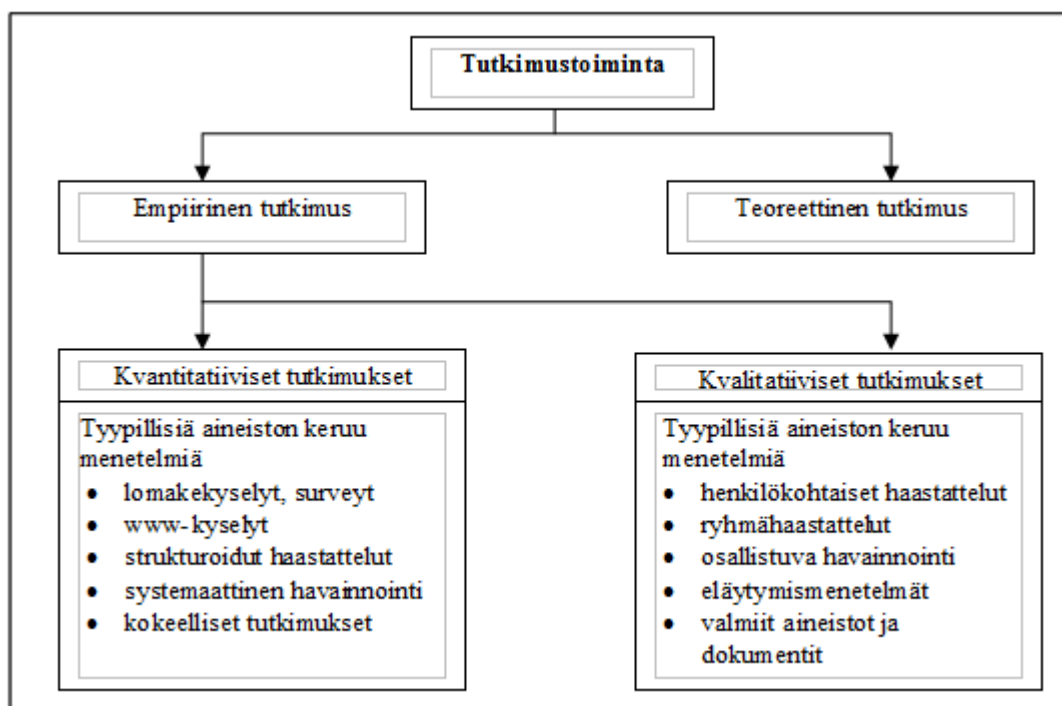 Tutkimustoiminta
Empiirinen tutkimus
Teoreettinen tutkimus
Kvantitatiiviset tutkimukset
Tyypillisiä aineiston keruu
menetelmiä
• lomakekyselyt, surveyt
• www-kyselyt
• strukturoidut haastattelut
• systemaattinen havainnointi
• kokeelliset tutkimukset
Kvalitatiiviset tutkimukset
Tyypillisiä aineiston keruu
menetelmiä
• henkilökohtaiset haastattelut
• ryhmähaastattelut
• osallistuva havainnointi
• eläytymismenetelmät
• valmiit aineistot ja
dokumentit